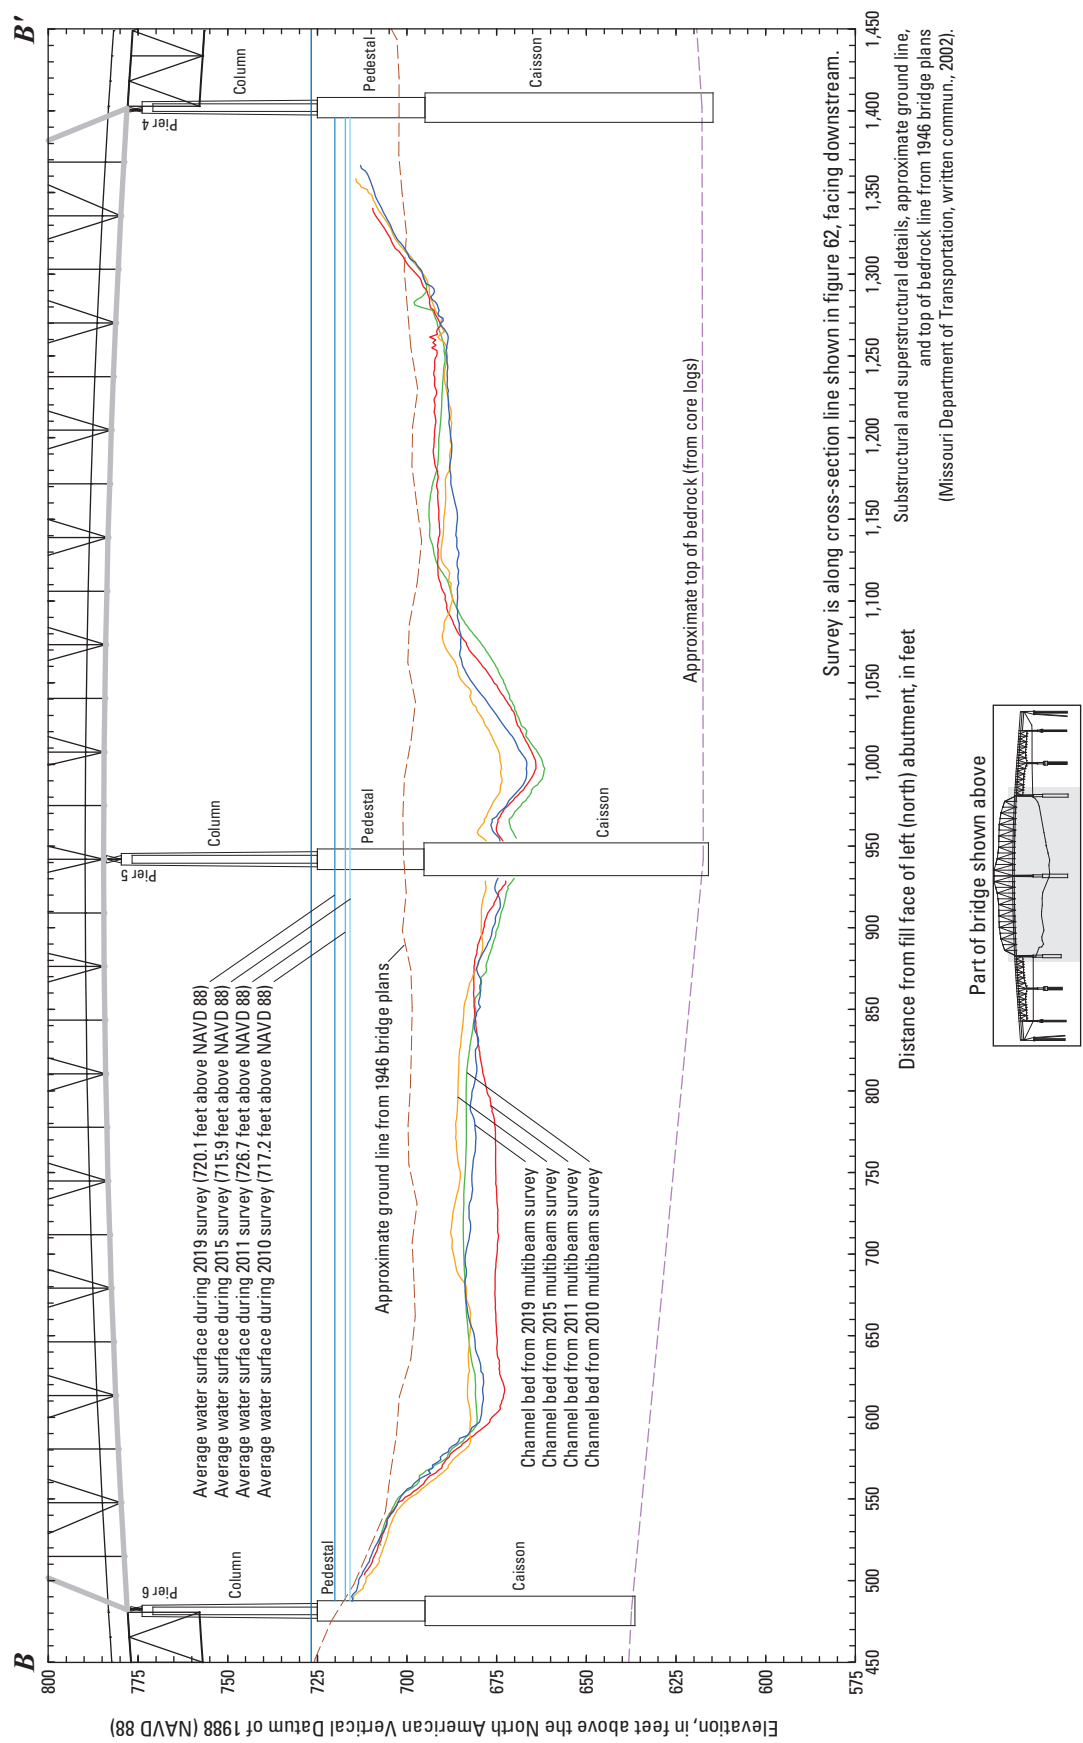 B
B'
Elevation, in feet above the North American Vertical Datum of 1988 (NAVD 88)
800
775
750
725
700
675
650
625
600
575
Pier 6
Column
Pedestal
Caisson
Pier 5
Column
Pedestal
Caisson
Pier 4
Column
Pedestal
Caisson
Average water surface during 2019 survey (720.1 feet above NAVD 88)
Average water surface during 2015 survey (715.9 feet above NAVD 88)
Average water surface during 2011 survey (726.7 feet above NAVD 88)
Average water surface during 2010 survey (717.2 feet above NAVD 88)
Approximate ground line from 1946 bridge plans
Channel bed from 2019 multibeam survey
Channel bed from 2015 multibeam survey
Channel bed from 2011 multibeam survey
Channel bed from 2010 multibeam survey
Approximate top of bedrock (from core logs)
Survey is along cross-section line shown in figure 62, facing downstream.
450
500
550
600
650
700
750
800
850
900
950
1,000
1,050
1,100
1,150
1,200
1,250
1,300
1,350
1,400
1,450
Distance from fill face of left (north) abutment, in feet
Substructural and superstructural details, approximate ground line,
and top of bedrock line from 1946 bridge plans
(Missouri Department of Transportation, written commun., 2002).
Part of bridge shown above